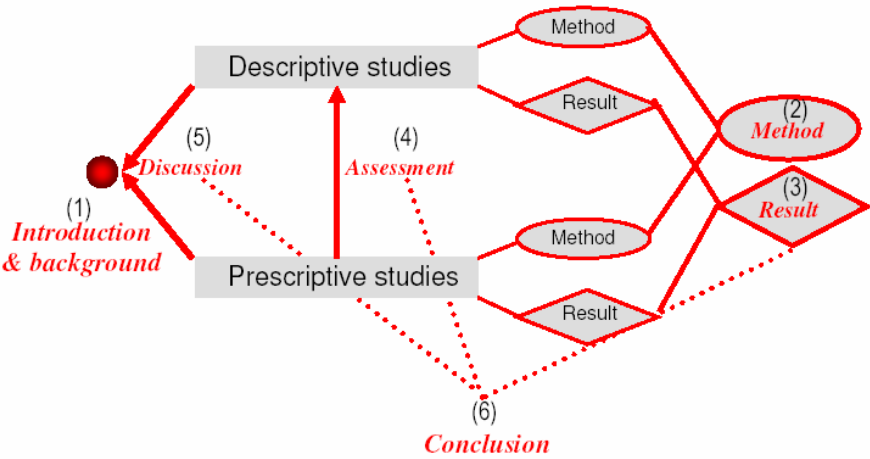 Method
Descriptive studies
Result
(2)
Method
(5)
(4)
Discussion
Assessment
(3)
Result
(1)
Introduction
& background
Method
Prescriptive studies
Result
(6)
Conclusion